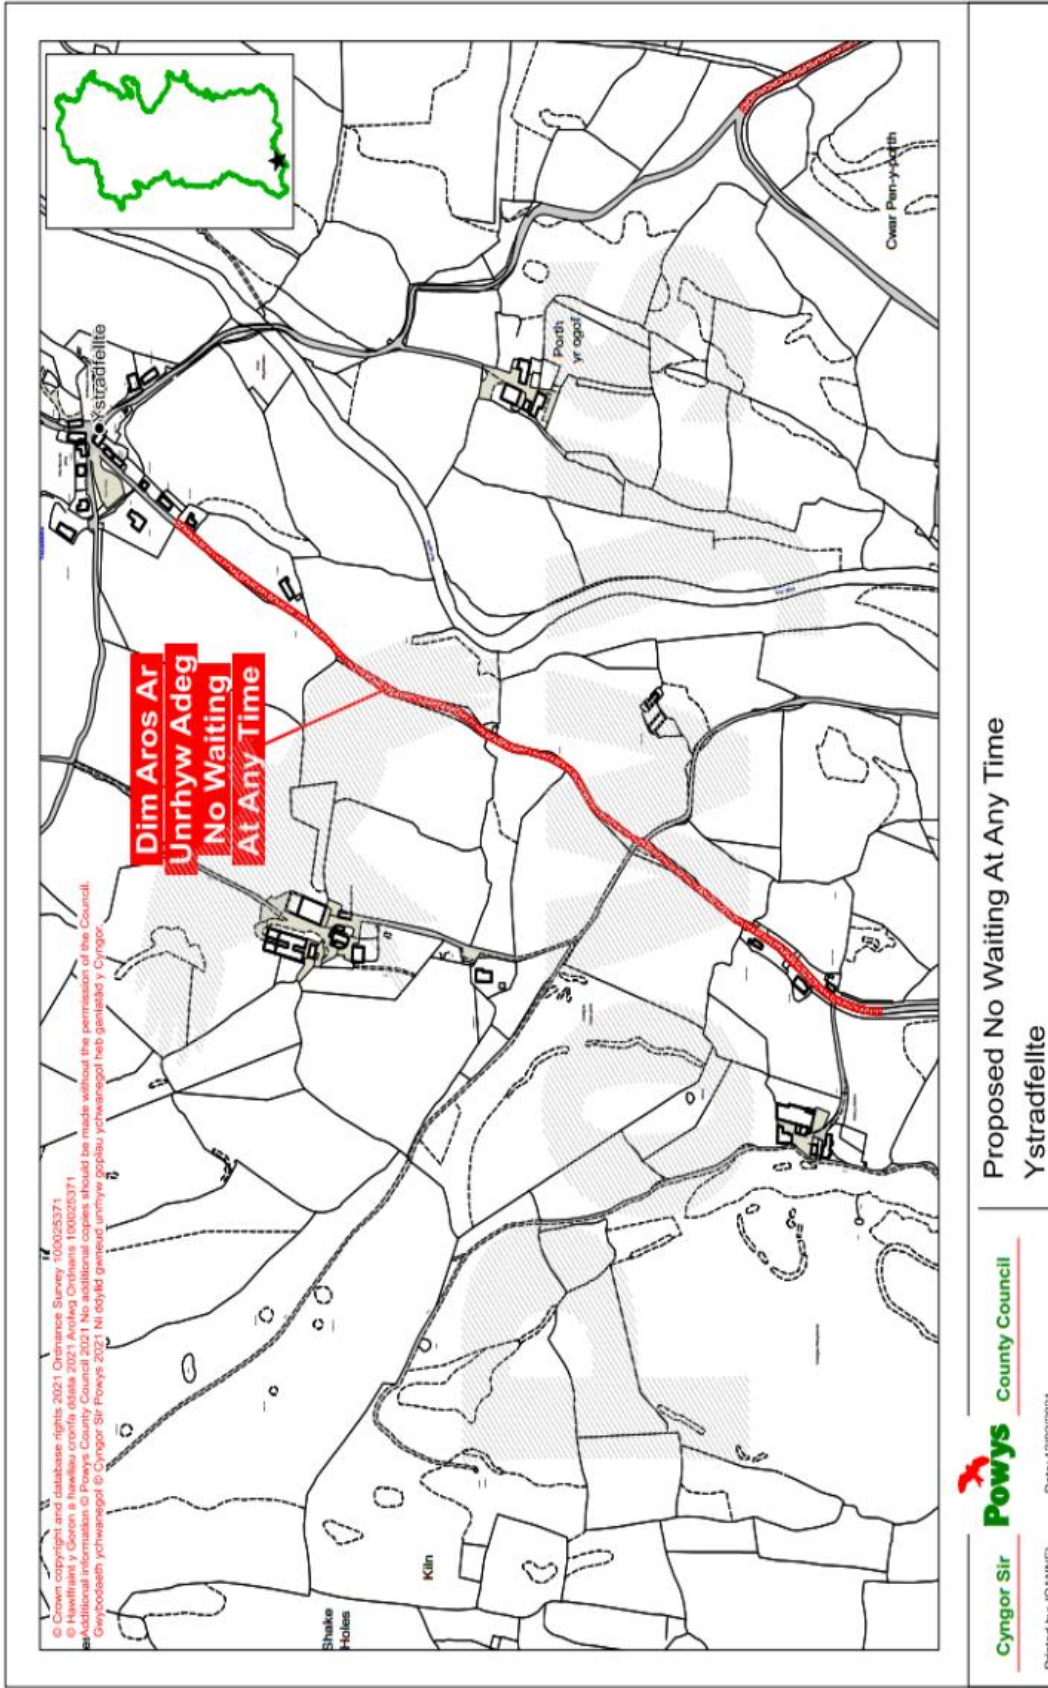 © Crown copyright and database rights 2021 Ordnance Survey 100025371
© Hawlfraint y Goron a hawliau cronfa ddata 2021 Arolwg Ordnans 100025371
Additional information © Powys County Council 2021 No additional copies should be made without the permission of the Council.
Gwybodaeth ychwanegol © Cyngor Sir Powys 2021 Ni ddylid gwneud unrhyw gopïau ychwanegol heb ganiatâd y Cyngor.
Dim Aros Ar
Unrhyw Adeg
No Waiting
At Any Time
Ystradfellte
Porth
yr ogof
Cwar Pen-y-porth
Shake
Holes
Kiln
Cyngor Sir Powys County Council
Proposed No Waiting At Any Time
Ystradfellte